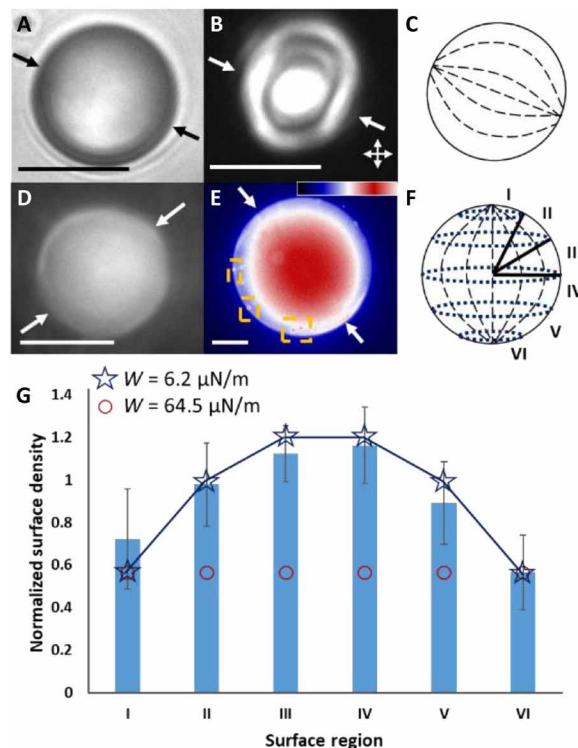 A
B
C
D
E
F
I
II
II
IV
V
VI
G
W = 6.2 µN/m
W = 64.5 µN/m
1.4
1.2
1
0.8
0.6
0.4
0.2
0
Normalized surface density
I
II
III
IV
V
VI
Surface region